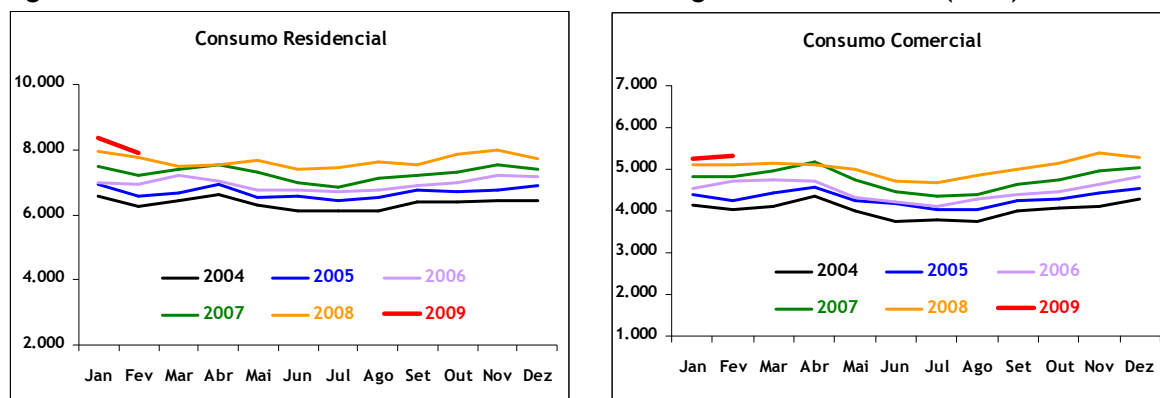 Consumo Residencial
10.000
8.000
6.000
4.000
2.000
2004 2005 2006
2007 2008 2009
Jan Fev Mar Abr Mai Jun Jul Ago Set Out Nov Dez
Consumo Comercial
7.000
6.000
5.000
4.000
3.000
2.000
1.000
2004 2005 2006
2007 2008 2009
Jan Fev Mar Abr Mai Jun Jul Ago Set Out Nov Dez